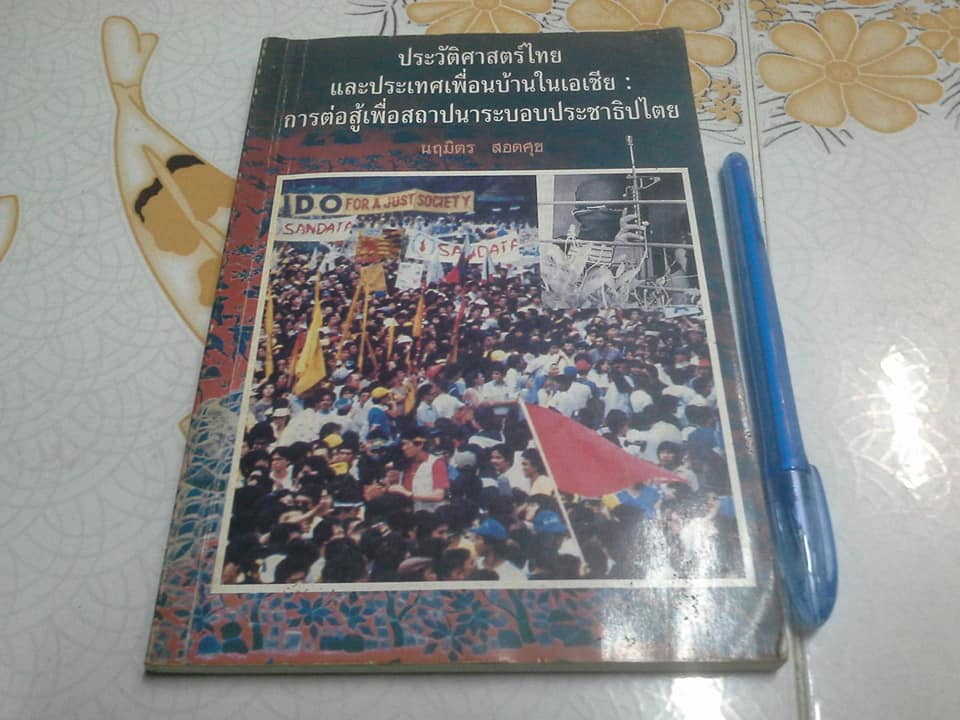 ประวัติศาสตร์ไทย
และประเทศเพื่อนบ้านในเอเชีย :
การต่อสู้เพื่อสถาปนาระบอบประชาธิปไตย
นฤมิตร สอดศุข
IDO FOR A JUST SOCIETY
SANDATA
SANDATA